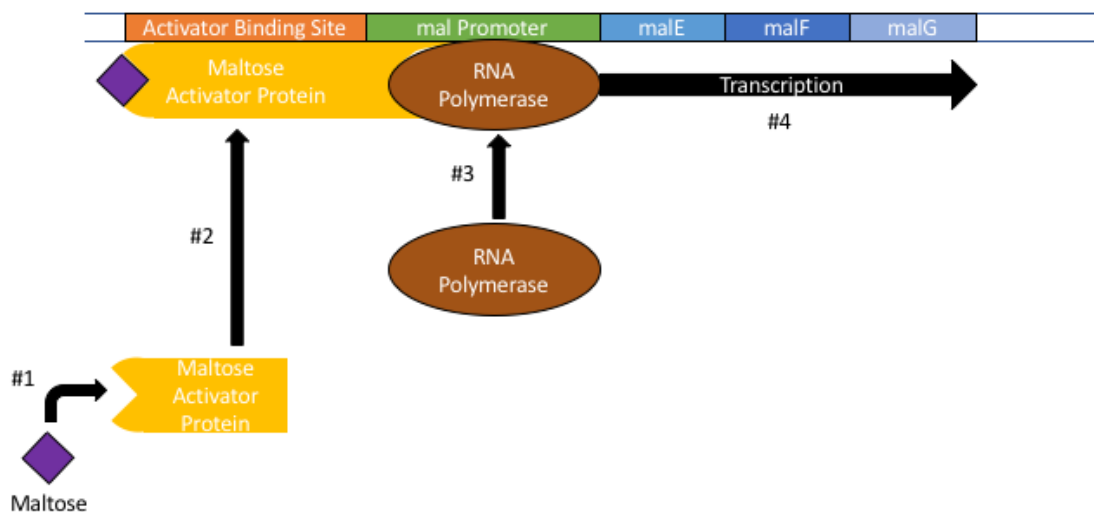 Activator Binding Site mal Promoter malE malF malG
Maltose
Activator Protein
RNA
Polymerase
Transcription
#4
#3
#2
RNA
Polymerase
#1
Maltose
Activator
Protein
Maltose